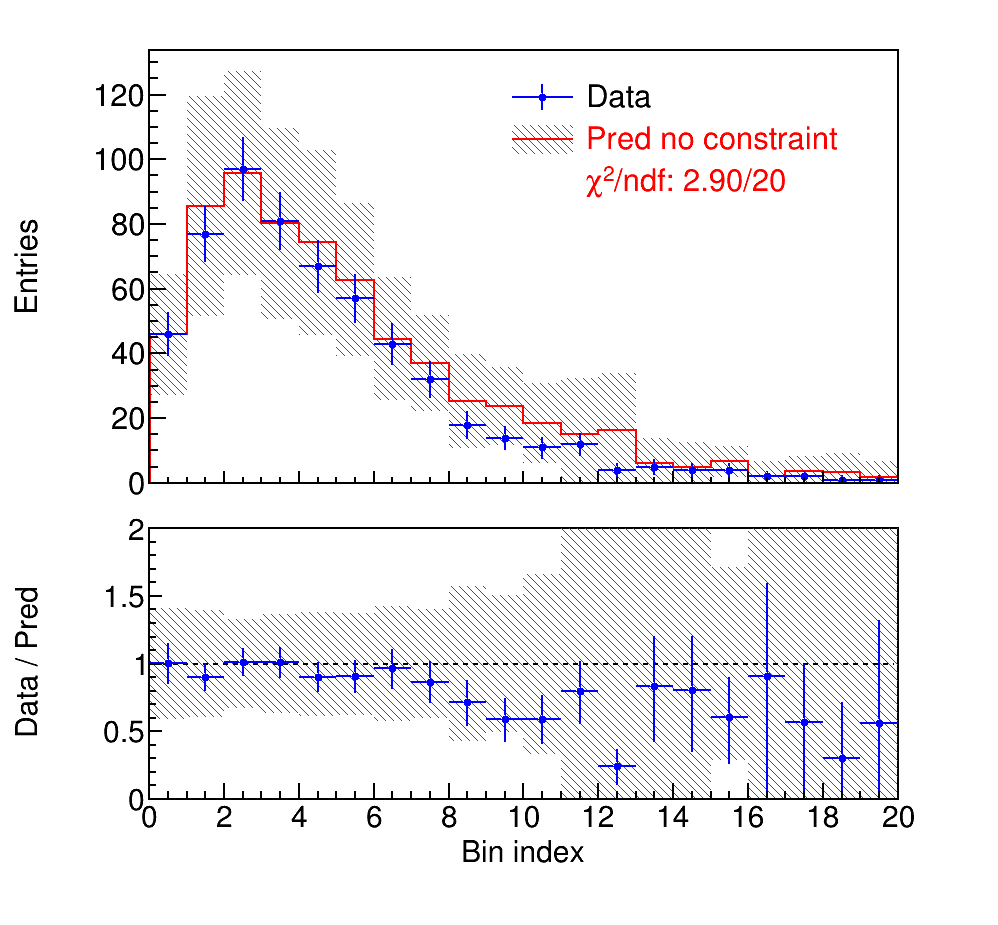 Entries
120
100
80
60
40
20
0
Data
Pred no constraint
χ²/ndf: 2.90/20
Data / Pred
2
1.5
1
0.5
0
0 2 4 6 8 10 12 14 16 18 20
Bin index